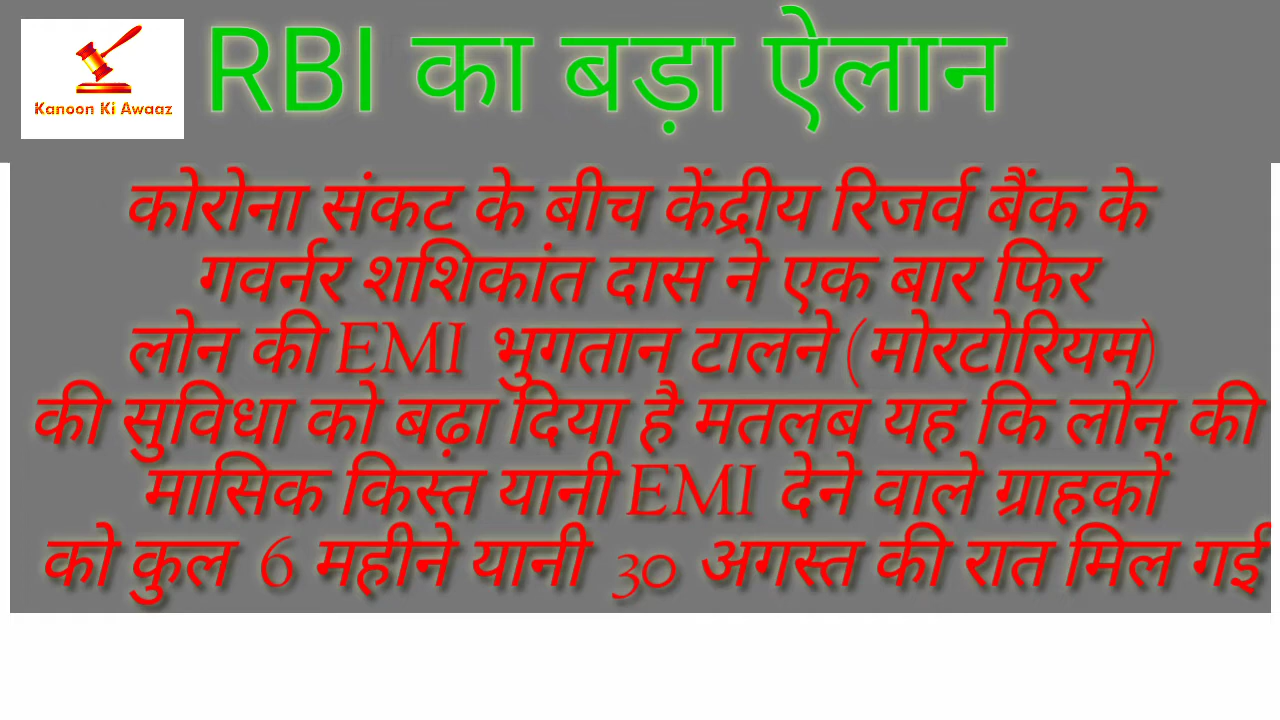 Kanoon Ki Awaaz
RBI का बड़ा ऐलान
कोरोना संकट के बीच केंद्रीय रिजर्व बैंक के
गवर्नर शशिकांत दास ने एक बार फिर
लोन की EMI भुगतान टालने (मोरटोरियम)
की सुविधा को बढ़ा दिया है मतलब यह कि लोन की
मासिक किस्त यानी EMI देने वाले ग्राहकों
को कुल 6 महीने यानी 30 अगस्त की रात मिल गई